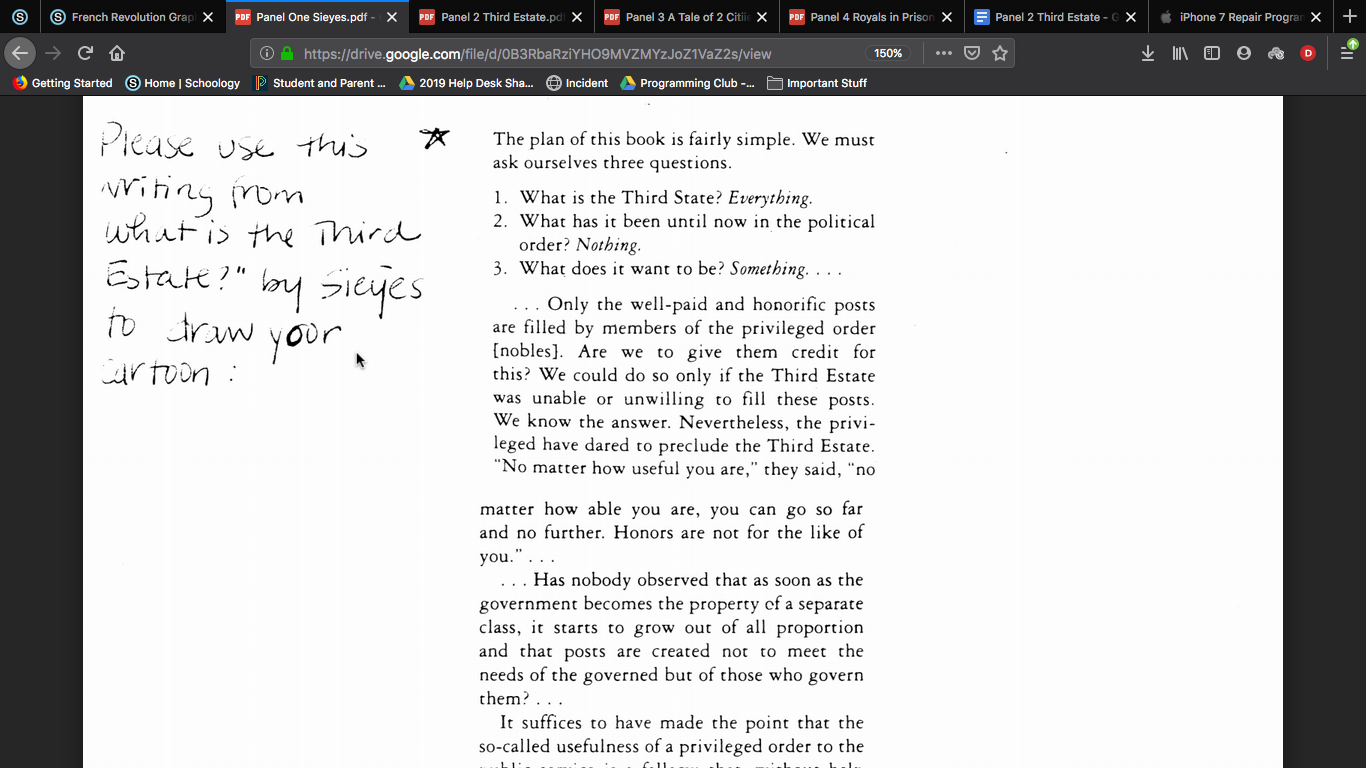 French Revolution Grap
Panel One Sieyes.pdf -
Panel 2 Third Estate.pd
Panel 3 A Tale of 2 Citi
Panel 4 Royals in Prison
Panel 2 Third Estate - G
iPhone 7 Repair Program
https://drive.google.com/file/d/0B3RbaRziYHO9MVZMYzJoZ1VaZ2s/view
150%
Getting Started
Home | Schoology
Student and Parent ...
2019 Help Desk Sha...
Incident
Programming Club -...
Important Stuff
Please use this
writing from
what is the Third
Estate?" by Sieyes
to draw your
cartoon :
The plan of this book is fairly simple. We must
ask ourselves three questions.
1. What is the Third State? Everything.
2. What has it been until now in the political
order? Nothing.
3. What does it want to be? Something. . . .
. . . Only the well-paid and honorific posts
are filled by members of the privileged order
[nobles]. Are we to give them credit for
this? We could do so only if the Third Estate
was unable or unwilling to fill these posts.
We know the answer. Nevertheless, the privi-
leged have dared to preclude the Third Estate.
"No matter how useful you are," they said, "no
matter how able you are, you can go so far
and no further. Honors are not for the like of
you." . . .
. . . Has nobody observed that as soon as the
government becomes the property of a separate
class, it starts to grow out of all proportion
and that posts are created not to meet the
needs of the governed but of those who govern
them? . . .
It suffices to have made the point that the
so-called usefulness of a privileged order to the